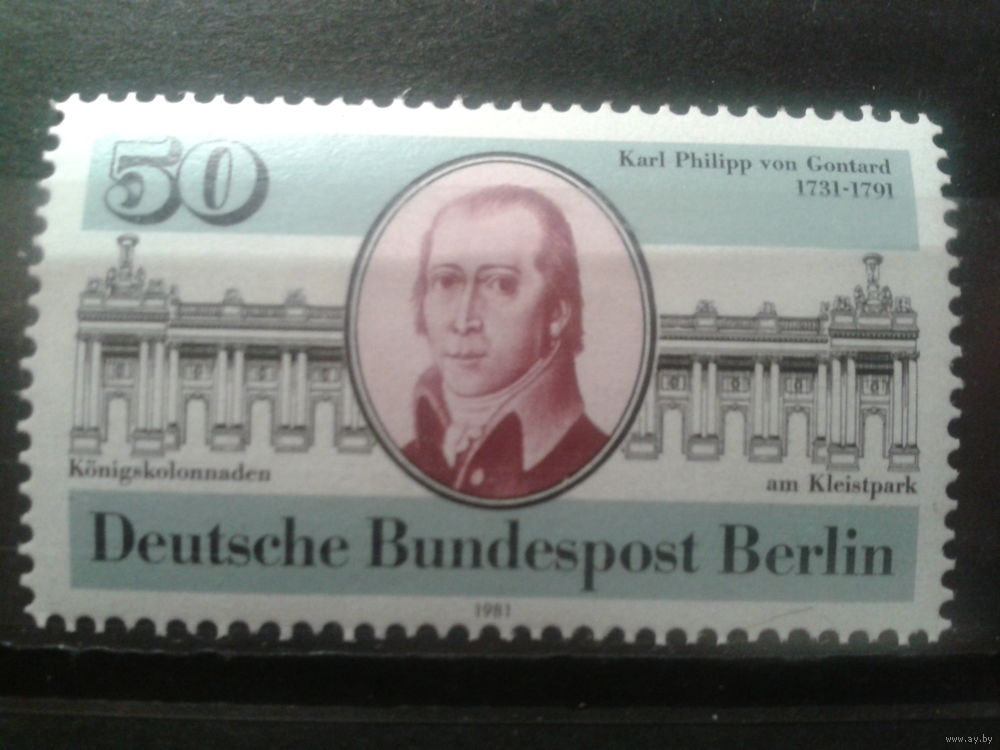 50
Karl Philipp von Gontard
1731-1791
Königskolonnaden
am Kleistpark
Deutsche Bundespost Berlin
1981
www.ay.by